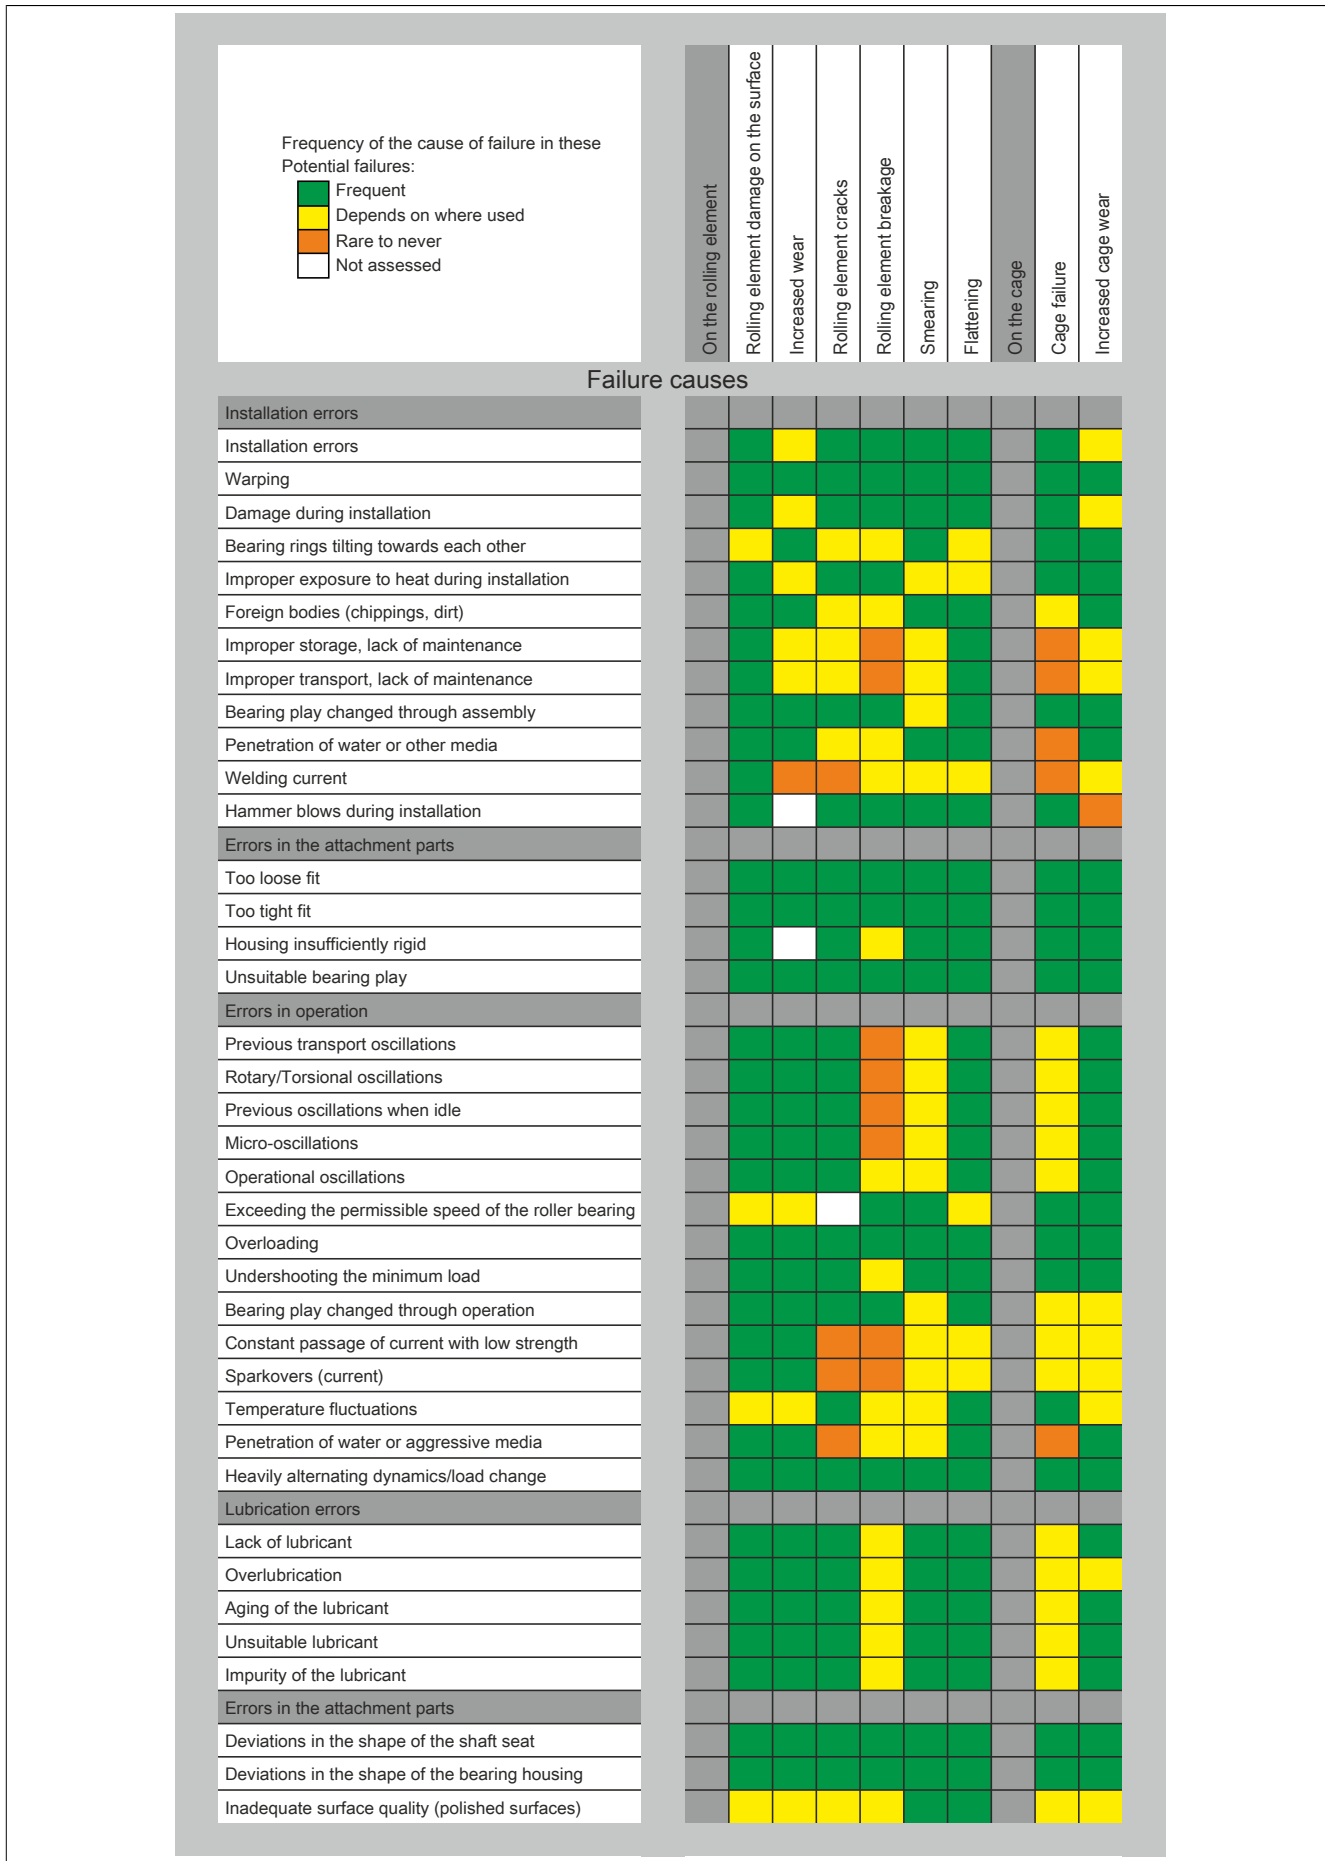 Frequency of the cause of failure in these
Potential failures:
Frequent
Depends on where used
Rare to never
Not assessed
On the rolling element
Rolling element damage on the surface
Increased wear
Rolling element cracks
Rolling element breakage
Smearing
Flattening
On the cage
Cage failure
Increased cage wear
Failure causes
Installation errors
Installation errors
Warping
Damage during installation
Bearing rings tilting towards each other
Improper exposure to heat during installation
Foreign bodies (chippings, dirt)
Improper storage, lack of maintenance
Improper transport, lack of maintenance
Bearing play changed through assembly
Penetration of water or other media
Welding current
Hammer blows during installation
Errors in the attachment parts
Too loose fit
Too tight fit
Housing insufficiently rigid
Unsuitable bearing play
Errors in operation
Previous transport oscillations
Rotary/Torsional oscillations
Previous oscillations when idle
Micro-oscillations
Operational oscillations
Exceeding the permissible speed of the roller bearing
Overloading
Undershooting the minimum load
Bearing play changed through operation
Constant passage of current with low strength
Sparkovers (current)
Temperature fluctuations
Penetration of water or aggressive media
Heavily alternating dynamics/load change
Lubrication errors
Lack of lubricant
Overlubrication
Aging of the lubricant
Unsuitable lubricant
Impurity of the lubricant
Errors in the attachment parts
Deviations in the shape of the shaft seat
Deviations in the shape of the bearing housing
Inadequate surface quality (polished surfaces)